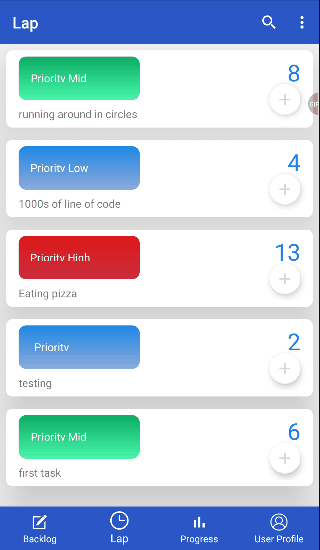 Lap
Priority Mid
8
running around in circles
Priority Low
4
1000s of line of code
Priority High
13
Eating pizza
Priority
2
testing
Priority Mid
6
first task
Backlog
Lap
Progress
User Profile